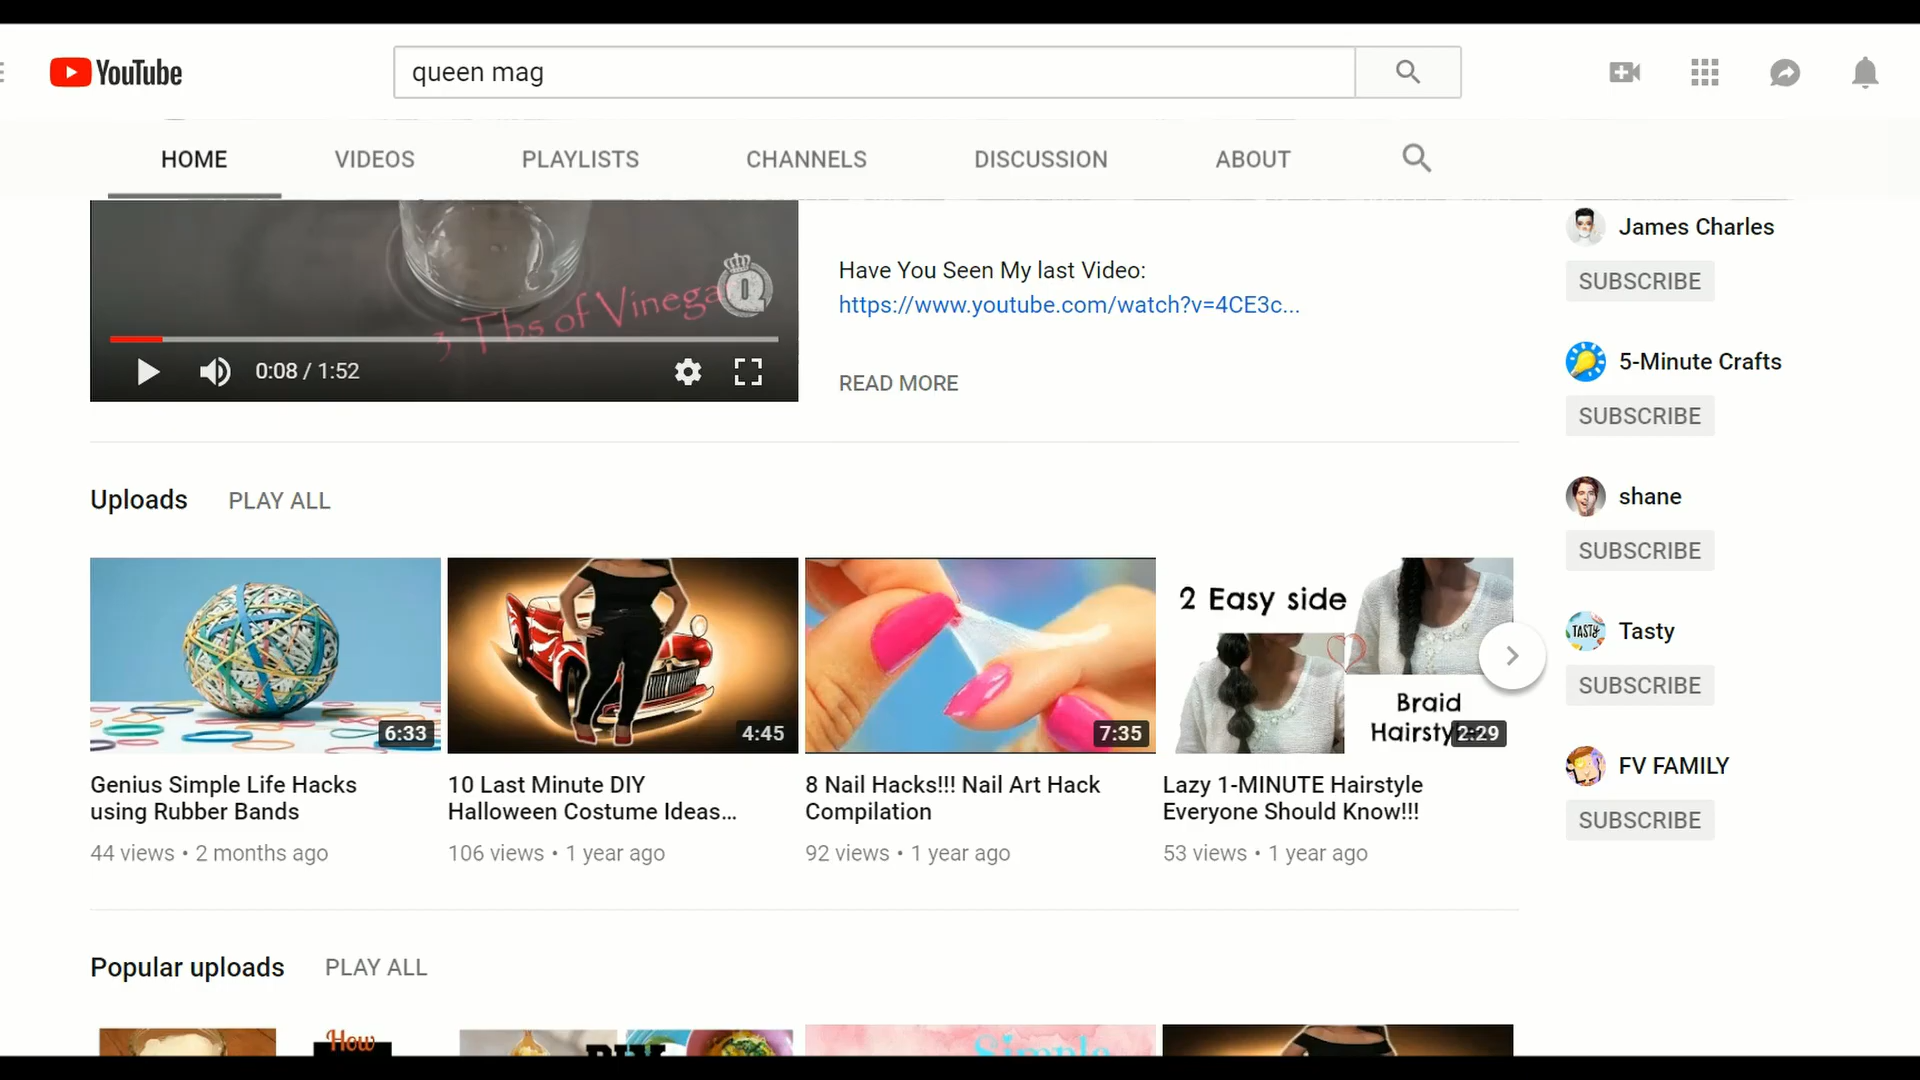 YouTube
queen mag
HOME
VIDEOS
PLAYLISTS
CHANNELS
DISCUSSION
ABOUT
3 Tbs of Vinega
Q
0:08 / 1:52
Have You Seen My last Video:
https://www.youtube.com/watch?v=4CE3c...
READ MORE
James Charles
SUBSCRIBE
5-Minute Crafts
SUBSCRIBE
shane
SUBSCRIBE
TASTY
Tasty
SUBSCRIBE
FV FAMILY
SUBSCRIBE
Uploads
PLAY ALL
6:33
Genius Simple Life Hacks
using Rubber Bands
44 views • 2 months ago
4:45
10 Last Minute DIY
Halloween Costume Ideas...
106 views • 1 year ago
7:35
8 Nail Hacks!!! Nail Art Hack
Compilation
92 views • 1 year ago
2 Easy side
Braid
Hairsty
2:29
Lazy 1-MINUTE Hairstyle
Everyone Should Know!!!
53 views • 1 year ago
Popular uploads
PLAY ALL
How
DIY
Simple